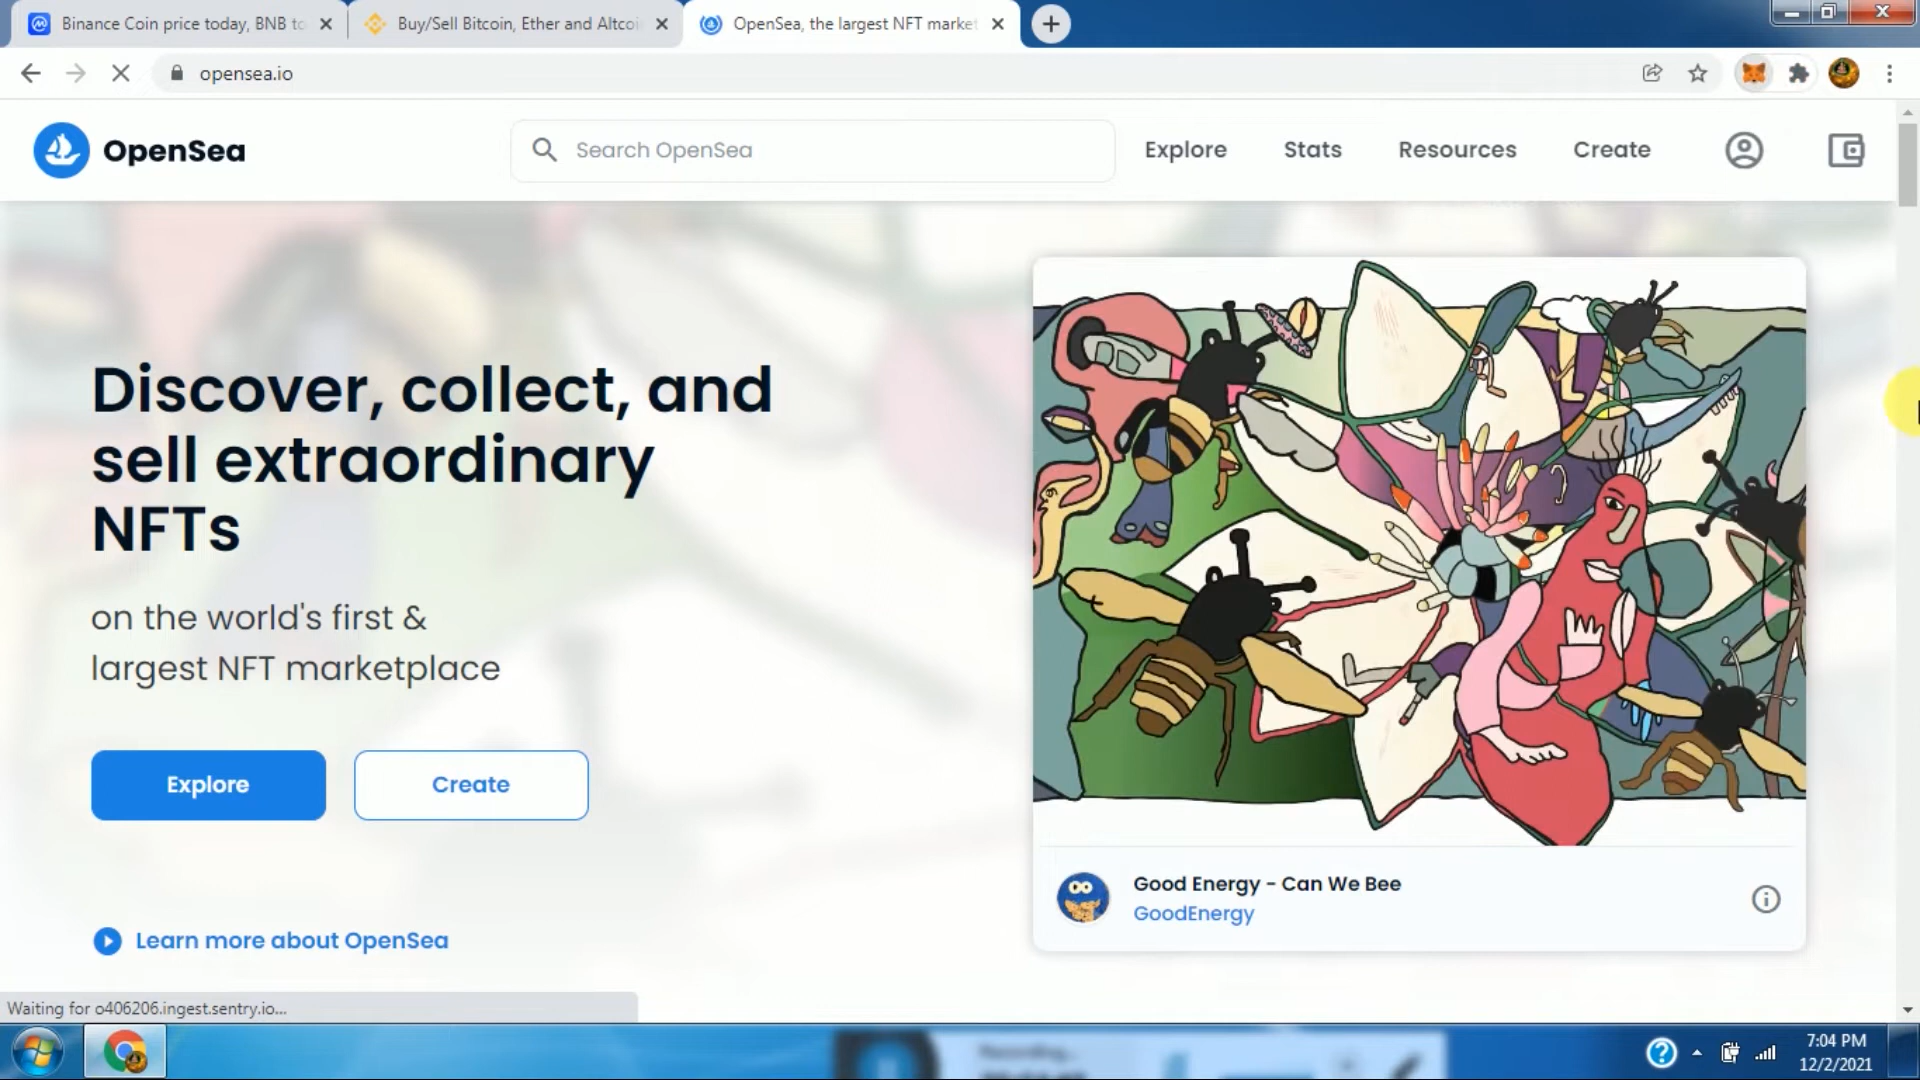 Binance Coin price today, BNB to
Buy/Sell Bitcoin, Ether and Altcoi
OpenSea, the largest NFT market
opensea.io
OpenSea
Search OpenSea
Explore
Stats
Resources
Create
Discover, collect, and
sell extraordinary
NFTs
on the world's first &
largest NFT marketplace
Explore
Create
Learn more about OpenSea
Good Energy - Can We Bee
GoodEnergy
Waiting for o406206.ingest.sentry.io...
Recording...
7:04 PM
12/2/2021